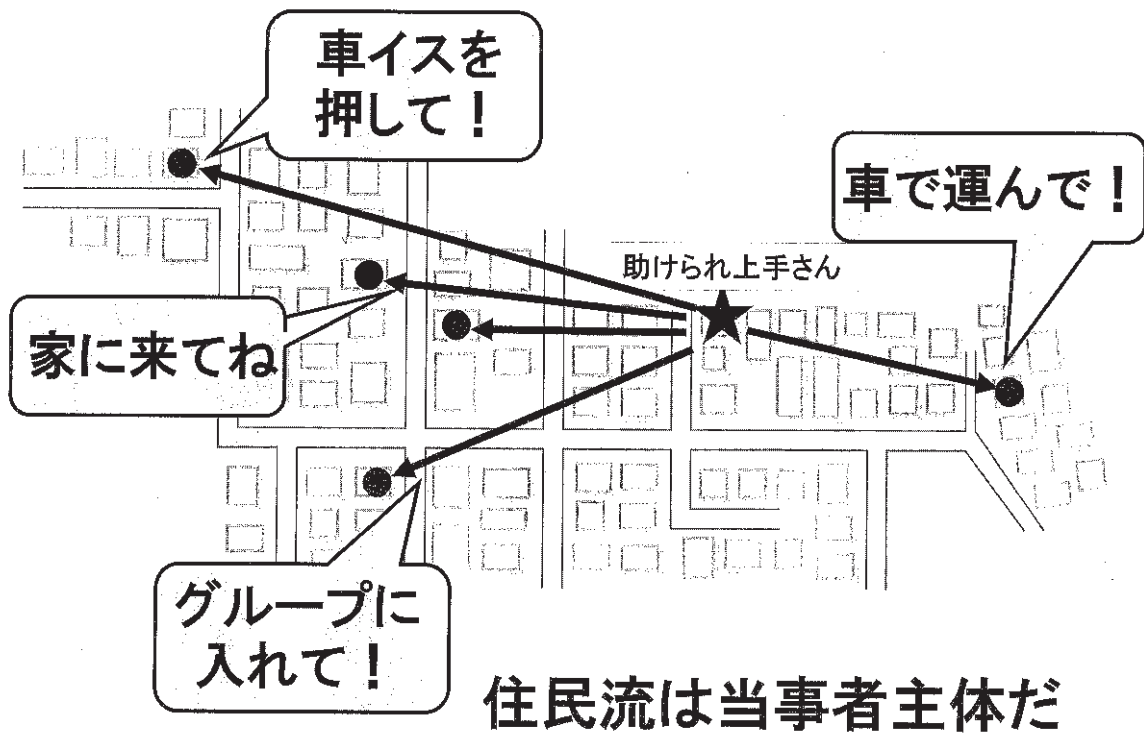 車イスを
押して！
車で運んで！
助けられ上手さん
家に来てね
グループに
入れて！
住民流は当事者主体だ